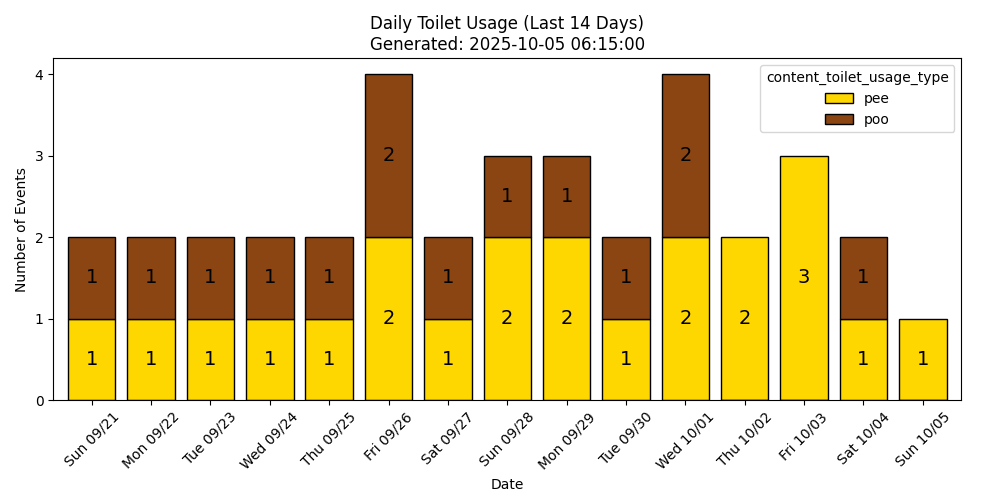 Daily Toilet Usage (Last 14 Days)
Generated: 2025-10-05 06:15:00
content_toilet_usage_type
pee
poo
Number of Events
4
3
2
1
0
2
2
1
1
2
1
1
1
1
1
1
1
1
3
1
1
1
1
1
1
2
1
2
2
1
2
2
1
1
Sun 09/21
Mon 09/22
Tue 09/23
Wed 09/24
Thu 09/25
Fri 09/26
Sat 09/27
Sun 09/28
Mon 09/29
Tue 09/30
Wed 10/01
Thu 10/02
Fri 10/03
Sat 10/04
Sun 10/05
Date